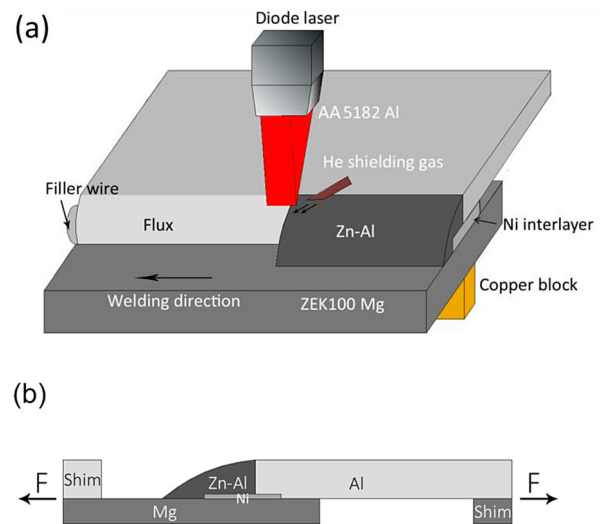 (a)
Diode laser
AA 5182 Al
He shielding gas
Filler wire
Flux
Zn-Al
Ni interlayer
Welding direction
ZEK100 Mg
Copper block
(b)
Shim
F
Zn-Al
Ni
Al
F
Mg
Shim